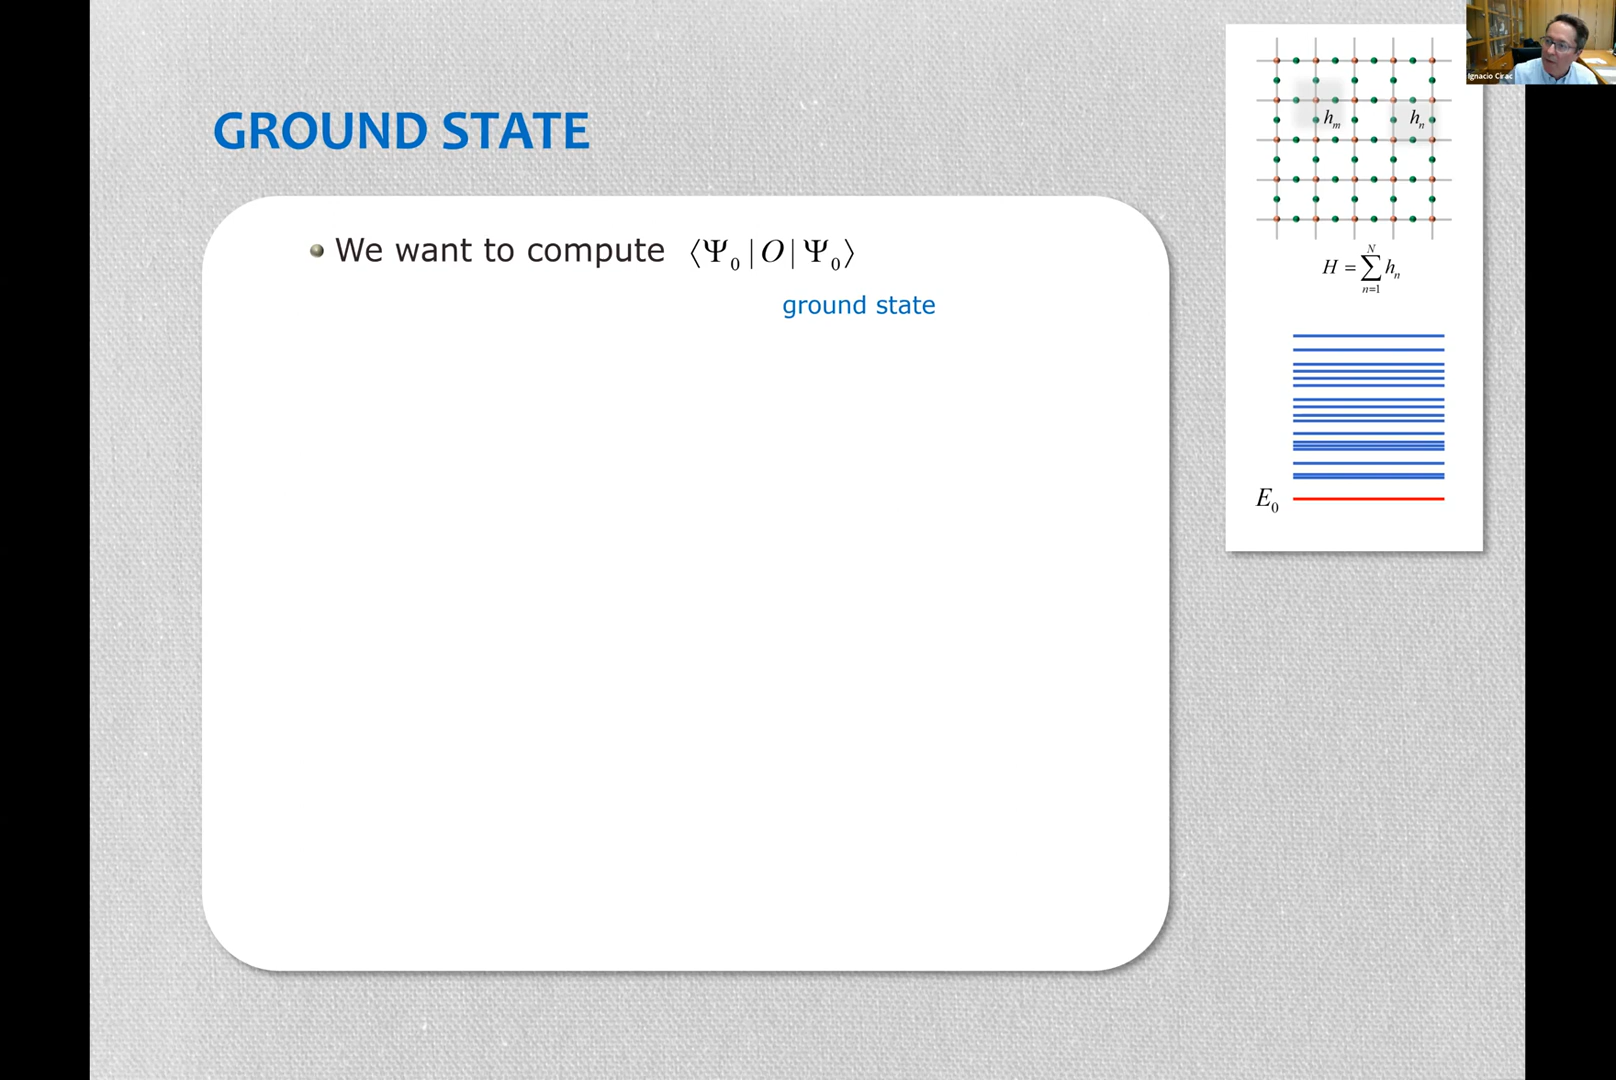 GROUND STATE
We want to compute ⟨Ψ₀|O|Ψ₀⟩
ground state
hₘ
hₙ
H = ∑ₙ₌₁ᴺ hₙ
E₀
Ignacio Cirac